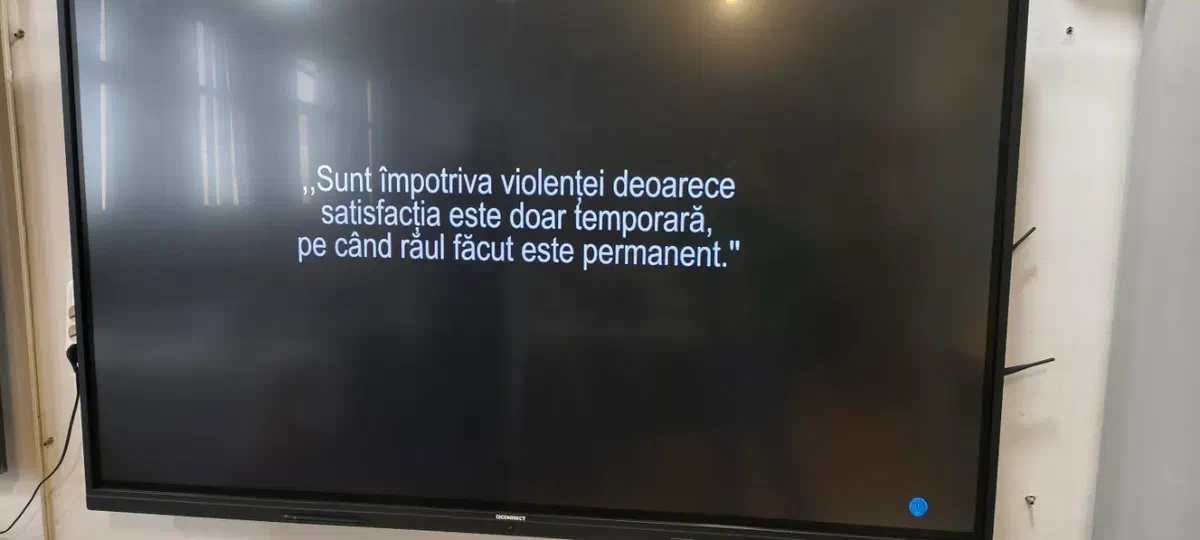 ,,Sunt împotriva violenței deoarece
satisfacția este doar temporară,
pe când răul făcut este permanent."